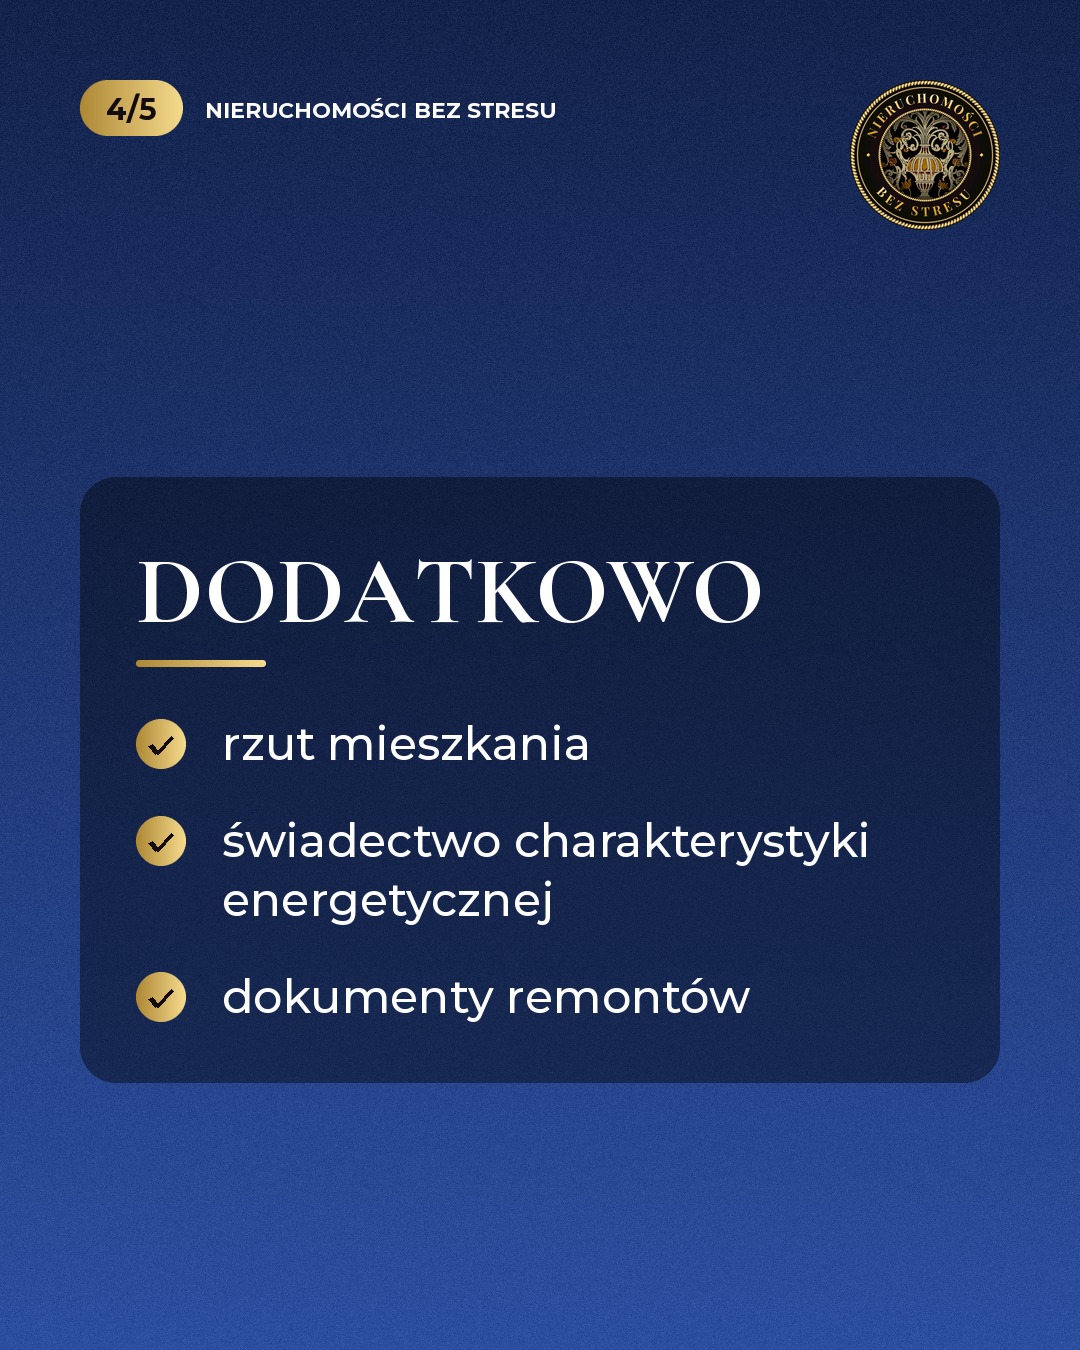 4/5 NIERUCHOMOŚCI BEZ STRESU
NIERUCHOMOŚCI
BEZ STRESU
DODATKOWO
rzut mieszkania
świadectwo charakterystyki
energetycznej
dokumenty remontów